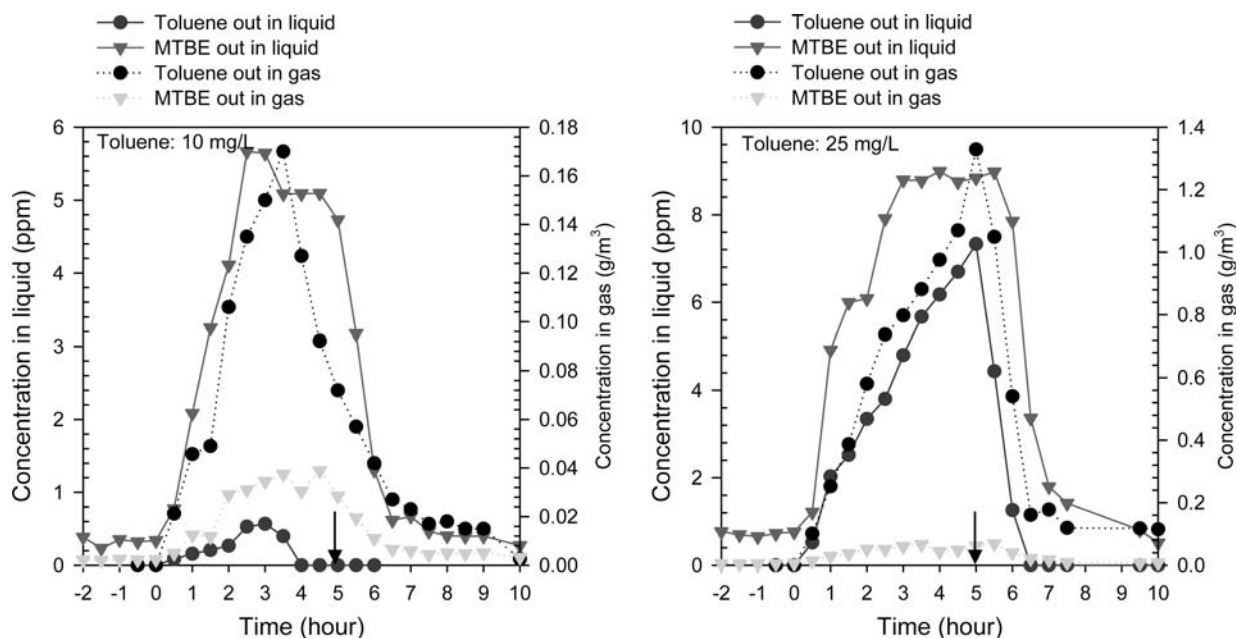 Toluene out in liquid
MTBE out in liquid
Toluene out in gas
MTBE out in gas
Toluene: 10 mg/L
6
5
4
3
2
1
0
0.18
0.16
0.14
0.12
0.10
0.08
0.06
0.04
0.02
0.00
-2 -1 0 1 2 3 4 5 6 7 8 9 10
Concentration in liquid (ppm)
Concentration in gas (g/m³)
Time (hour)
Toluene out in liquid
MTBE out in liquid
Toluene out in gas
MTBE out in gas
Toluene: 25 mg/L
10
8
6
4
2
0
1.4
1.2
1.0
0.8
0.6
0.4
0.2
0.0
-2 -1 0 1 2 3 4 5 6 7 8 9 10
Concentration in liquid (ppm)
Concentration in gas (g/m³)
Time (hour)